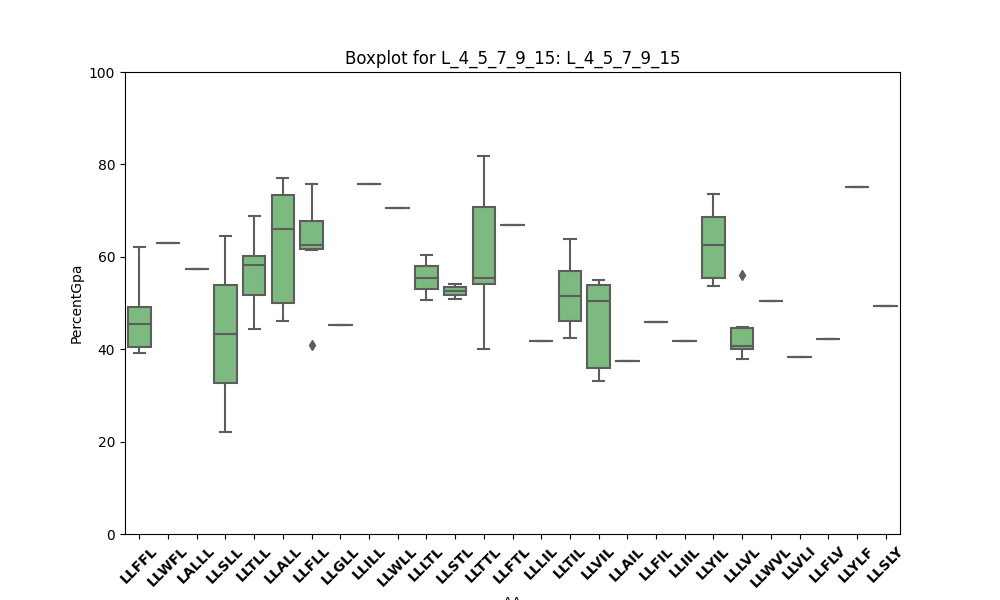 Boxplot for L_4_5_7_9_15: L_4_5_7_9_15
100
80
60
40
20
0
PercentGpa
LLFFL
LLWFL
LALLL
LLSLL
LLTLL
LLALL
LLFLL
LLGLL
LLILL
LLWLL
LLLTL
LLSTL
LLTTL
LLFTL
LLLIL
LLTIL
LLVIL
LLAIL
LLFIL
LLIIL
LLYIL
LLLVL
LLWVL
LLVLI
LLFLV
LLYLF
LLSLY